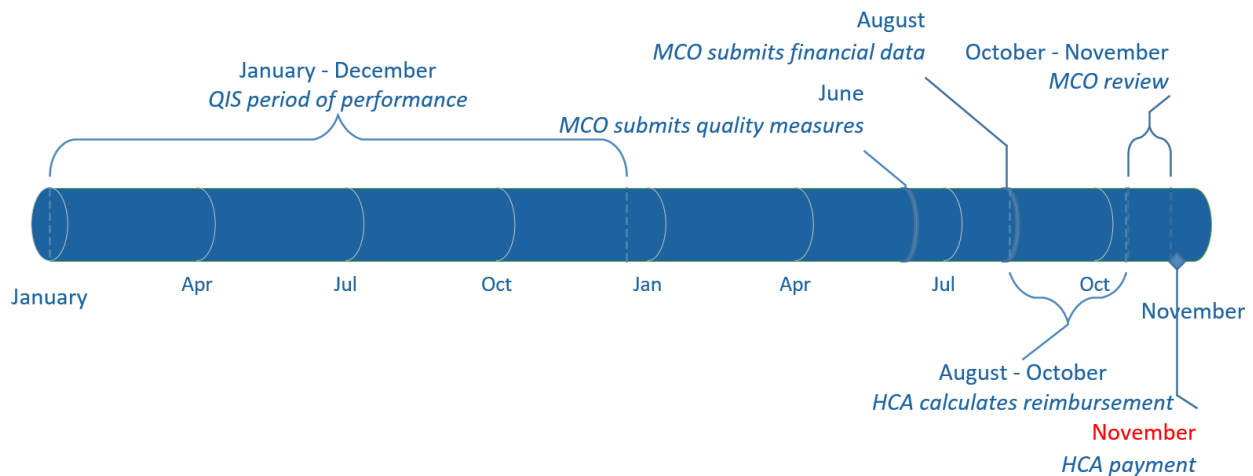 August
MCO submits financial data
October - November
MCO review
January - December
QIS period of performance
June
MCO submits quality measures
January
Apr
Jul
Oct
Jan
Apr
Jul
Oct
November
August - October
HCA calculates reimbursement
November
HCA payment